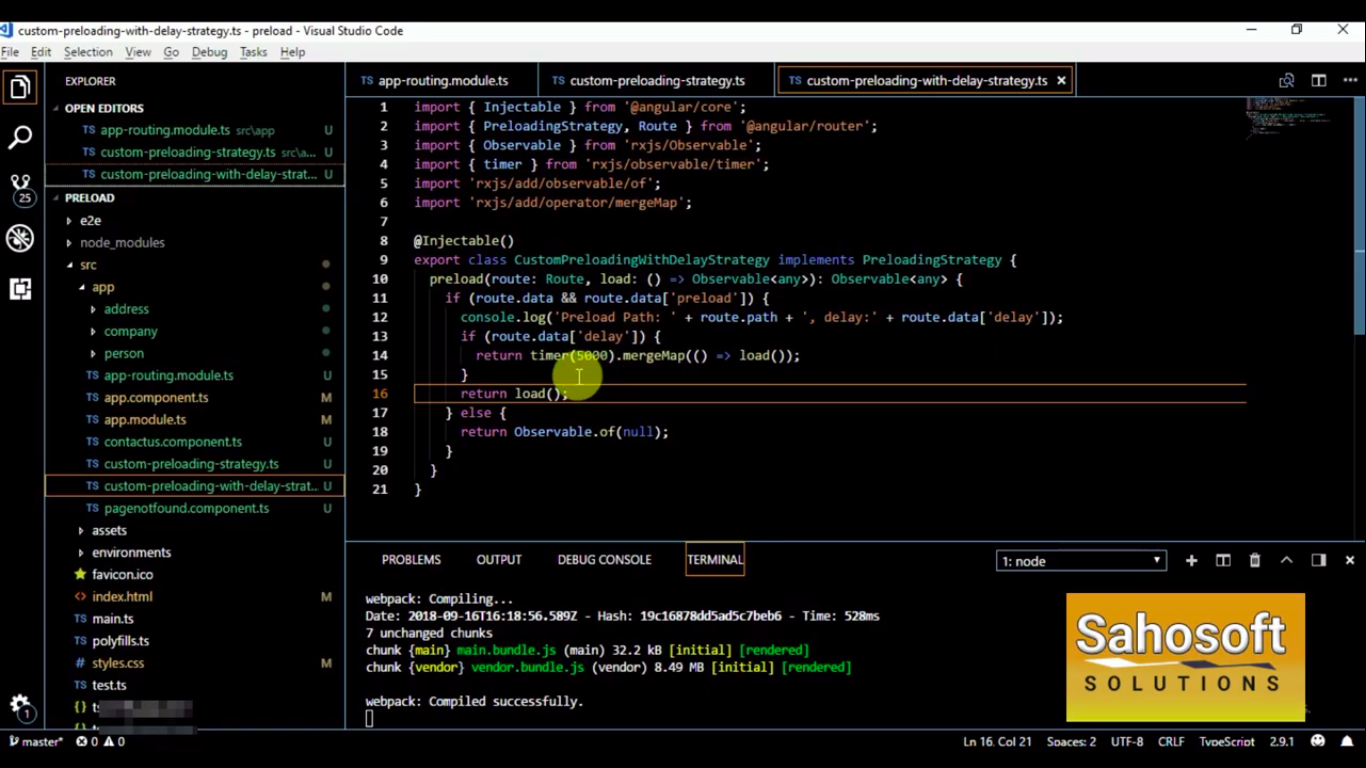 custom-preloading-with-delay-strategy.ts - preload - Visual Studio Code
File Edit Selection View Go Debug Tasks Help
EXPLORER
OPEN EDITORS
TS app-routing.module.ts src\app U
TS custom-preloading-strategy.ts src\a... U
TS custom-preloading-with-delay-strat... U
25
PRELOAD
e2e
node_modules
src
app
address
company
person
TS app-routing.module.ts U
TS app.component.ts M
TS app.module.ts M
TS contactus.component.ts U
TS custom-preloading-strategy.ts U
TS custom-preloading-with-delay-strat... U
TS pagenotfound.component.ts U
assets
environments
favicon.ico
<> index.html M
TS main.ts
TS polyfills.ts
# styles.css M
TS test.ts
1
TS app-routing.module.ts TS custom-preloading-strategy.ts TS custom-preloading-with-delay-strategy.ts ×
1 import { Injectable } from '@angular/core';
2 import { PreloadingStrategy, Route } from '@angular/router';
3 import { Observable } from 'rxjs/Observable';
4 import { timer } from 'rxjs/observable/timer';
5 import 'rxjs/add/observable/of';
6 import 'rxjs/add/operator/mergeMap';
7
8 @Injectable()
9 export class CustomPreloadingWithDelayStrategy implements PreloadingStrategy {
10 preload(route: Route, load: () => Observable<any>): Observable<any> {
11 if (route.data && route.data['preload']) {
12 console.log('Preload Path: ' + route.path + ', delay:' + route.data['delay']);
13 if (route.data['delay']) {
14 return timer(5000).mergeMap(() => load());
15 }
16 return load();
17 } else {
18 return Observable.of(null);
19 }
20 }
21 }
PROBLEMS OUTPUT DEBUG CONSOLE TERMINAL 1: node
webpack: Compiling...
Date: 2018-09-16T16:18:56.589Z - Hash: 19c16878dd5ad5c7beb6 - Time: 528ms
7 unchanged chunks
chunk {main} main.bundle.js (main) 32.2 kB [initial] [rendered]
chunk {vendor} vendor.bundle.js (vendor) 8.49 MB [initial] [rendered]
webpack: Compiled successfully.
Sahosoft
SOLUTIONS
master* 0 0 Ln 16, Col 21 Spaces: 2 UTF-8 CRLF TypeScript 2.9.1